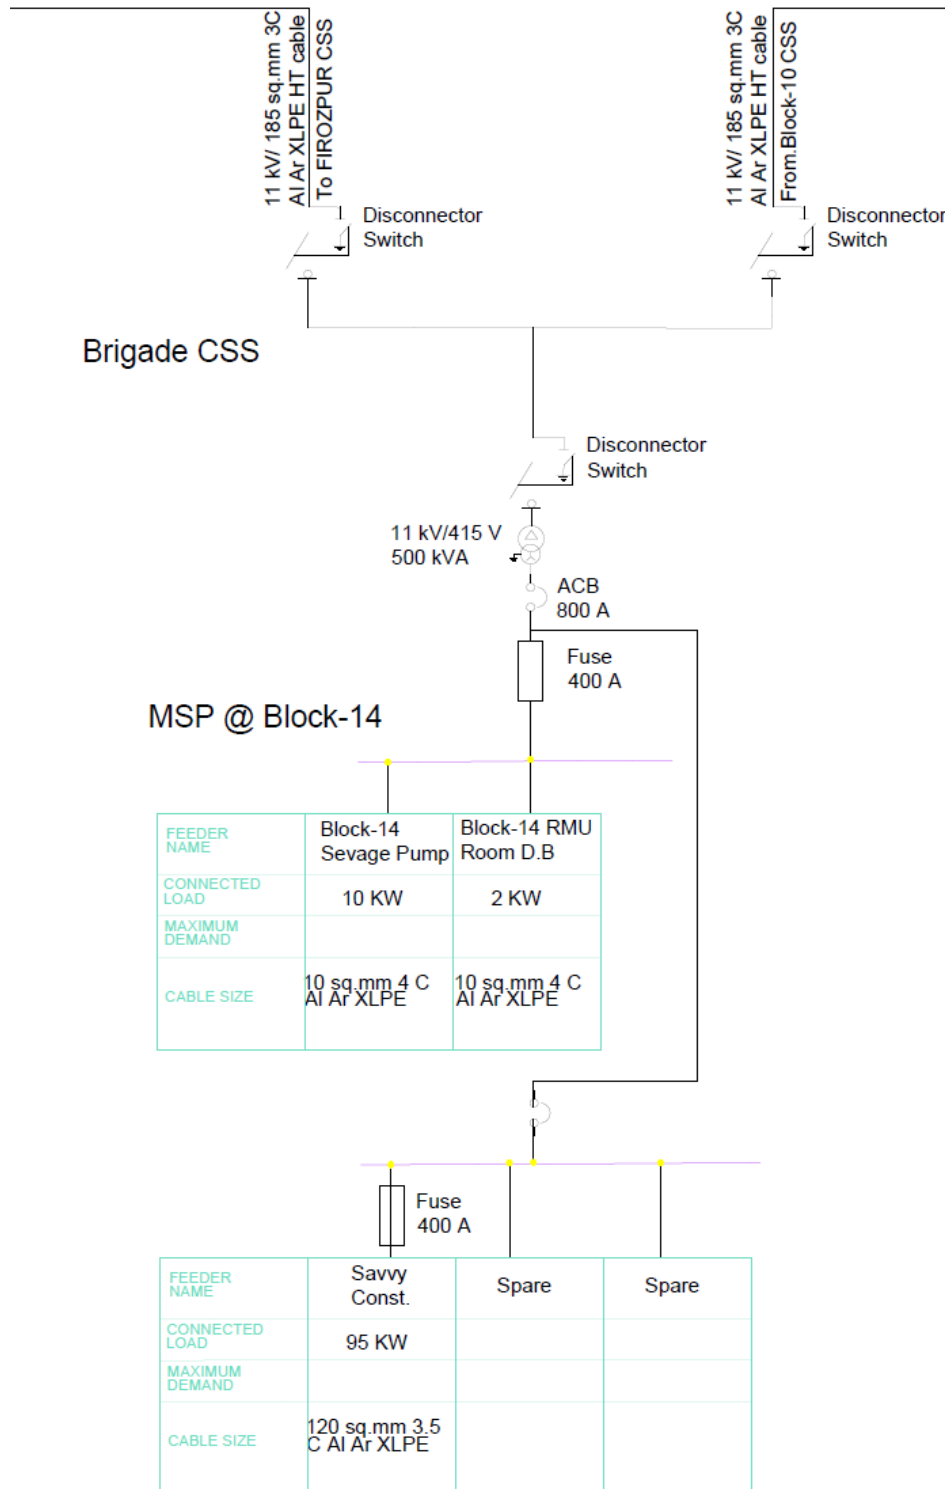 11 kV/ 185 sq.mm 3C
Al Ar XLPE HT cable
To FIROZPUR CSS
11 kV/ 185 sq.mm 3C
Al Ar XLPE HT cable
From.Block-10 CSS
Disconnector
Switch
Disconnector
Switch
Brigade CSS
Disconnector
Switch
11 kV/415 V
500 kVA
ACB
800 A
Fuse
400 A
MSP @ Block-14
FEEDER
NAME
Block-14
Sevage Pump
Block-14 RMU
Room D.B
CONNECTED
LOAD
10 KW
2 KW
MAXIMUM
DEMAND
CABLE SIZE
10 sq.mm 4 C
Al Ar XLPE
10 sq.mm 4 C
Al Ar XLPE
Fuse
400 A
FEEDER
NAME
Savvy
Const.
Spare
Spare
CONNECTED
LOAD
95 KW
MAXIMUM
DEMAND
CABLE SIZE
120 sq.mm 3.5
C Al Ar XLPE